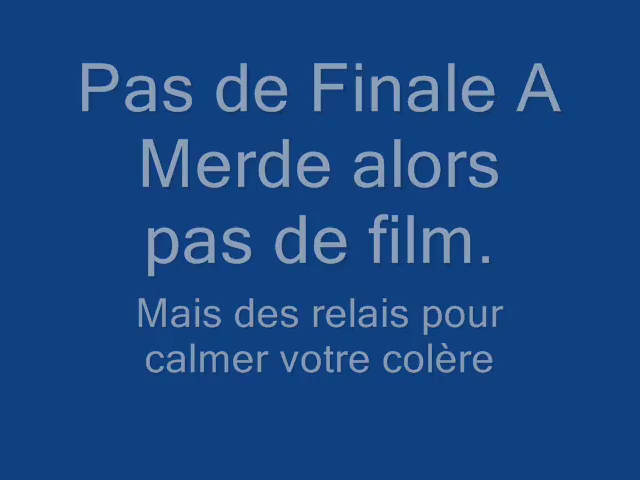 Pas de Finale A
Merde alors
pas de film.
Mais des relais pour
calmer votre colère